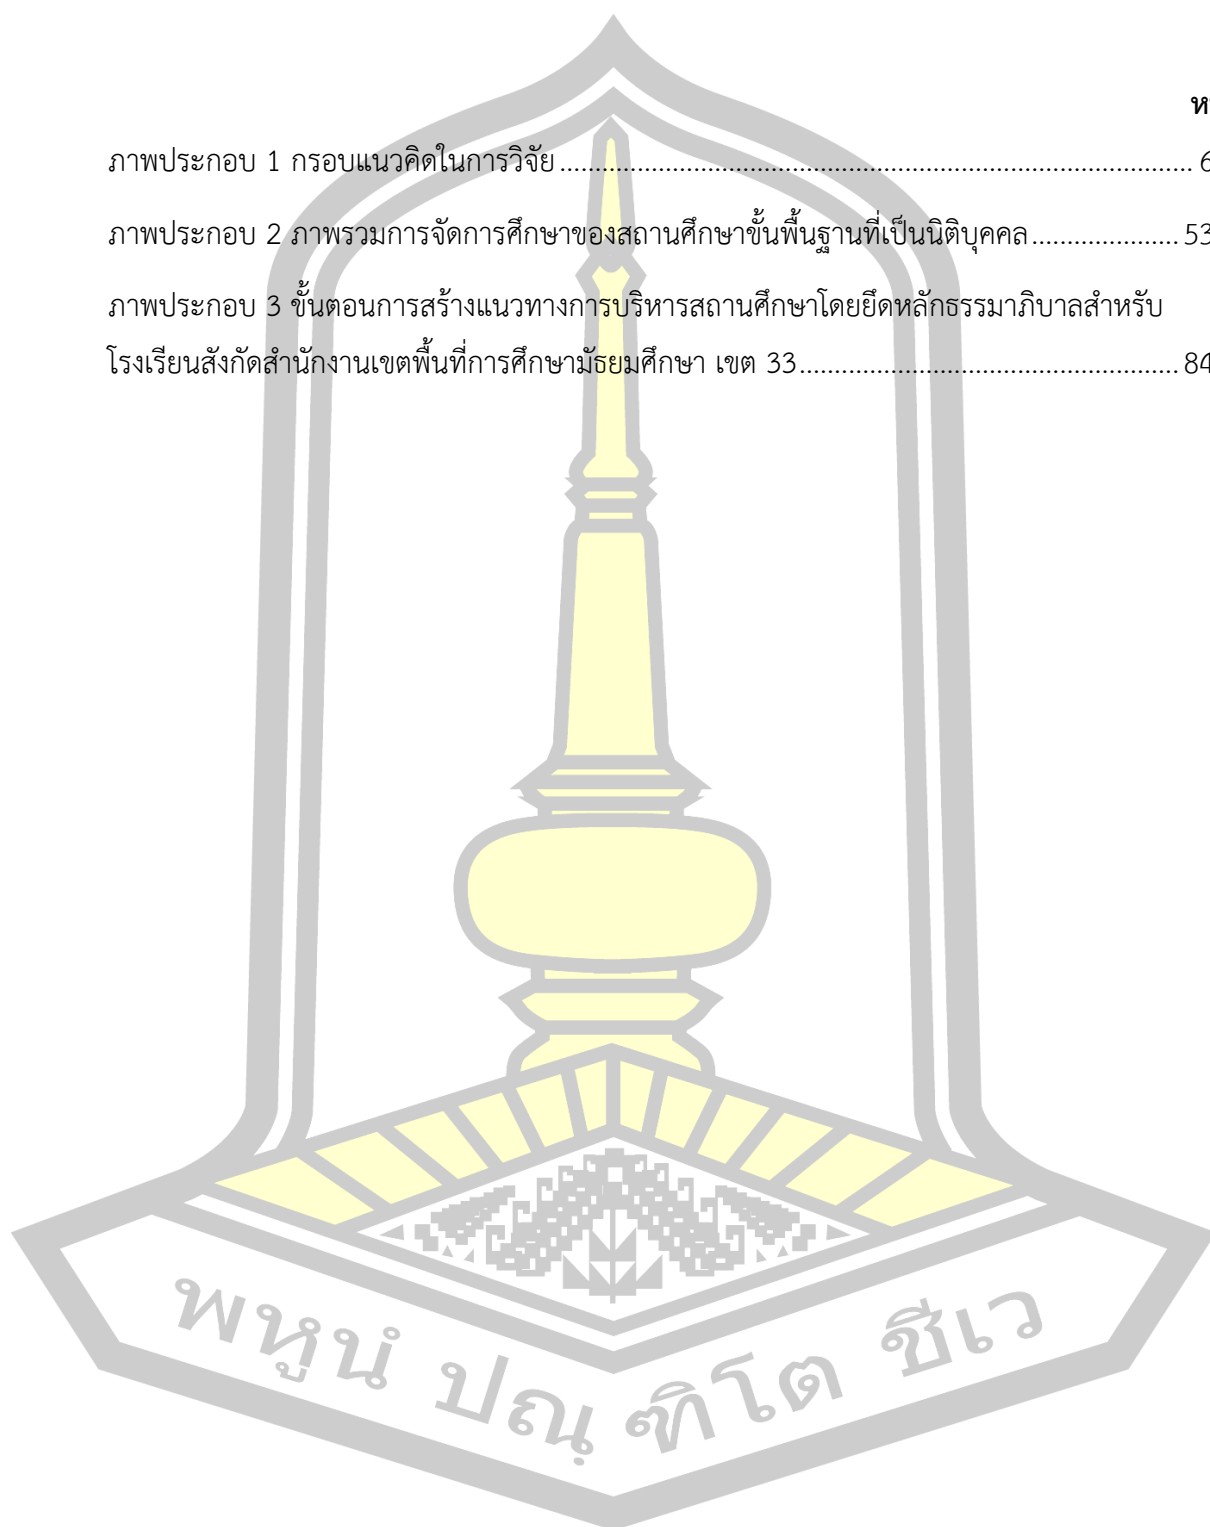 ภาพประกอบ 1 กรอบแนวคิดในการวิจัย ........................................................................................ 6
ภาพประกอบ 2 ภาพรวมการจัดการศึกษาของสถานศึกษาขั้นพื้นฐานที่เป็นนิติบุคคล..................... 53
ภาพประกอบ 3 ขั้นตอนการสร้างแนวทางการบริหารสถานศึกษาโดยยึดหลักธรรมาภิบาลสำหรับ
โรงเรียนสังกัดสำนักงานเขตพื้นที่การศึกษามัธยมศึกษา เขต 33..................................................... 84
พหูนํ ปณฺฑิโต ชีเว